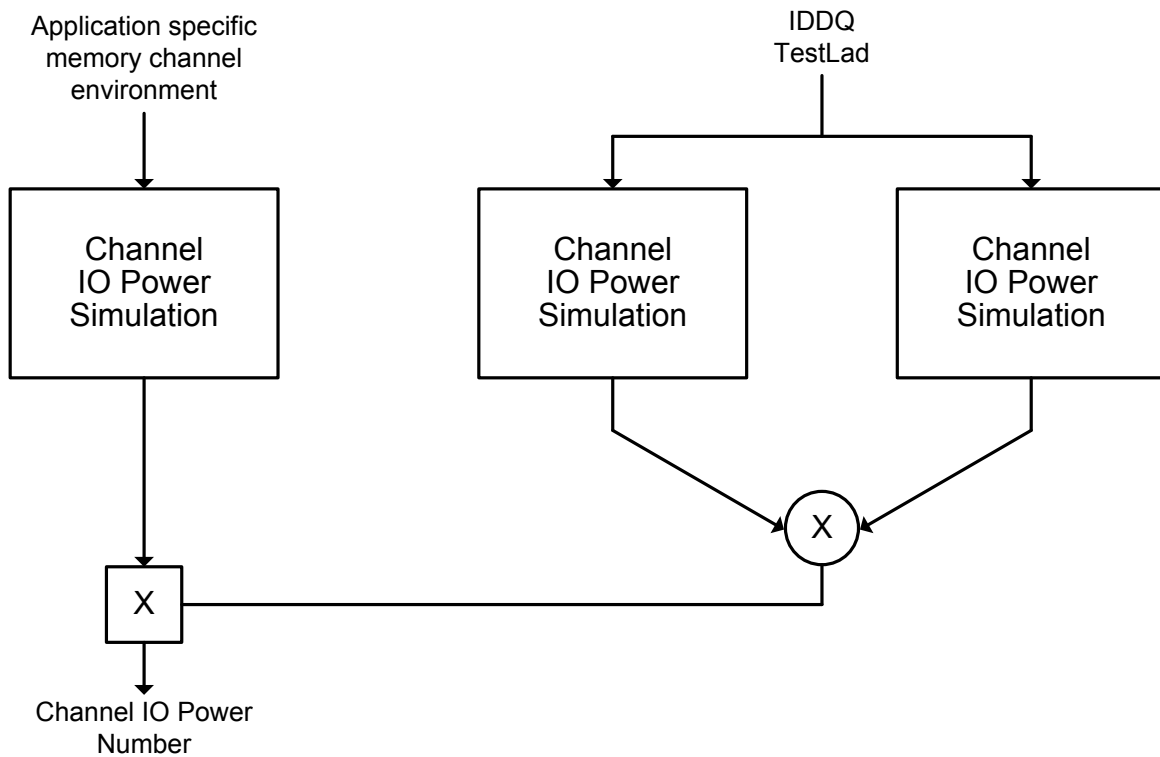 Application specific
memory channel
environment
IDDQ
TestLad
Channel
IO Power
Simulation
Channel
IO Power
Simulation
Channel
IO Power
Simulation
X
X
Channel IO Power
Number